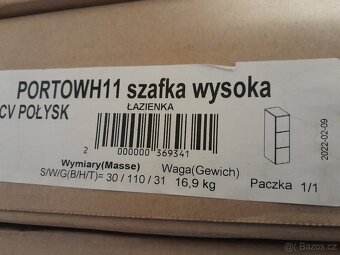 PORTOWH11 szafka wysoka
CV POŁYSK
ŁAZIENKA
2 000000 369341
Wymiary(Masse)
Waga(Gewich)
S/W/G(B/H/T)= 30 / 110 / 31
16,9 kg
Paczka 1/1
2022-02-09
Bazoš.cz